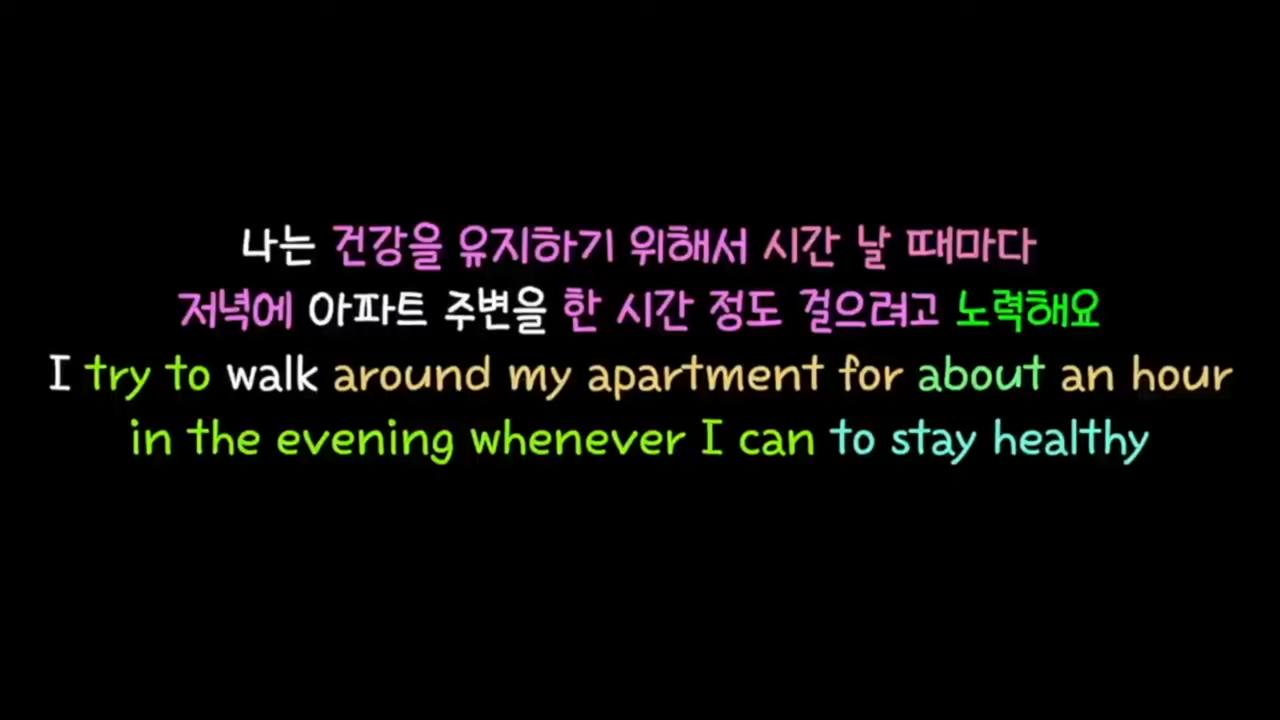 나는 건강을 유지하기 위해서 시간 날 때마다
저녁에 아파트 주변을 한 시간 정도 걸으려고 노력해요
I try to walk around my apartment for about an hour
in the evening whenever I can to stay healthy